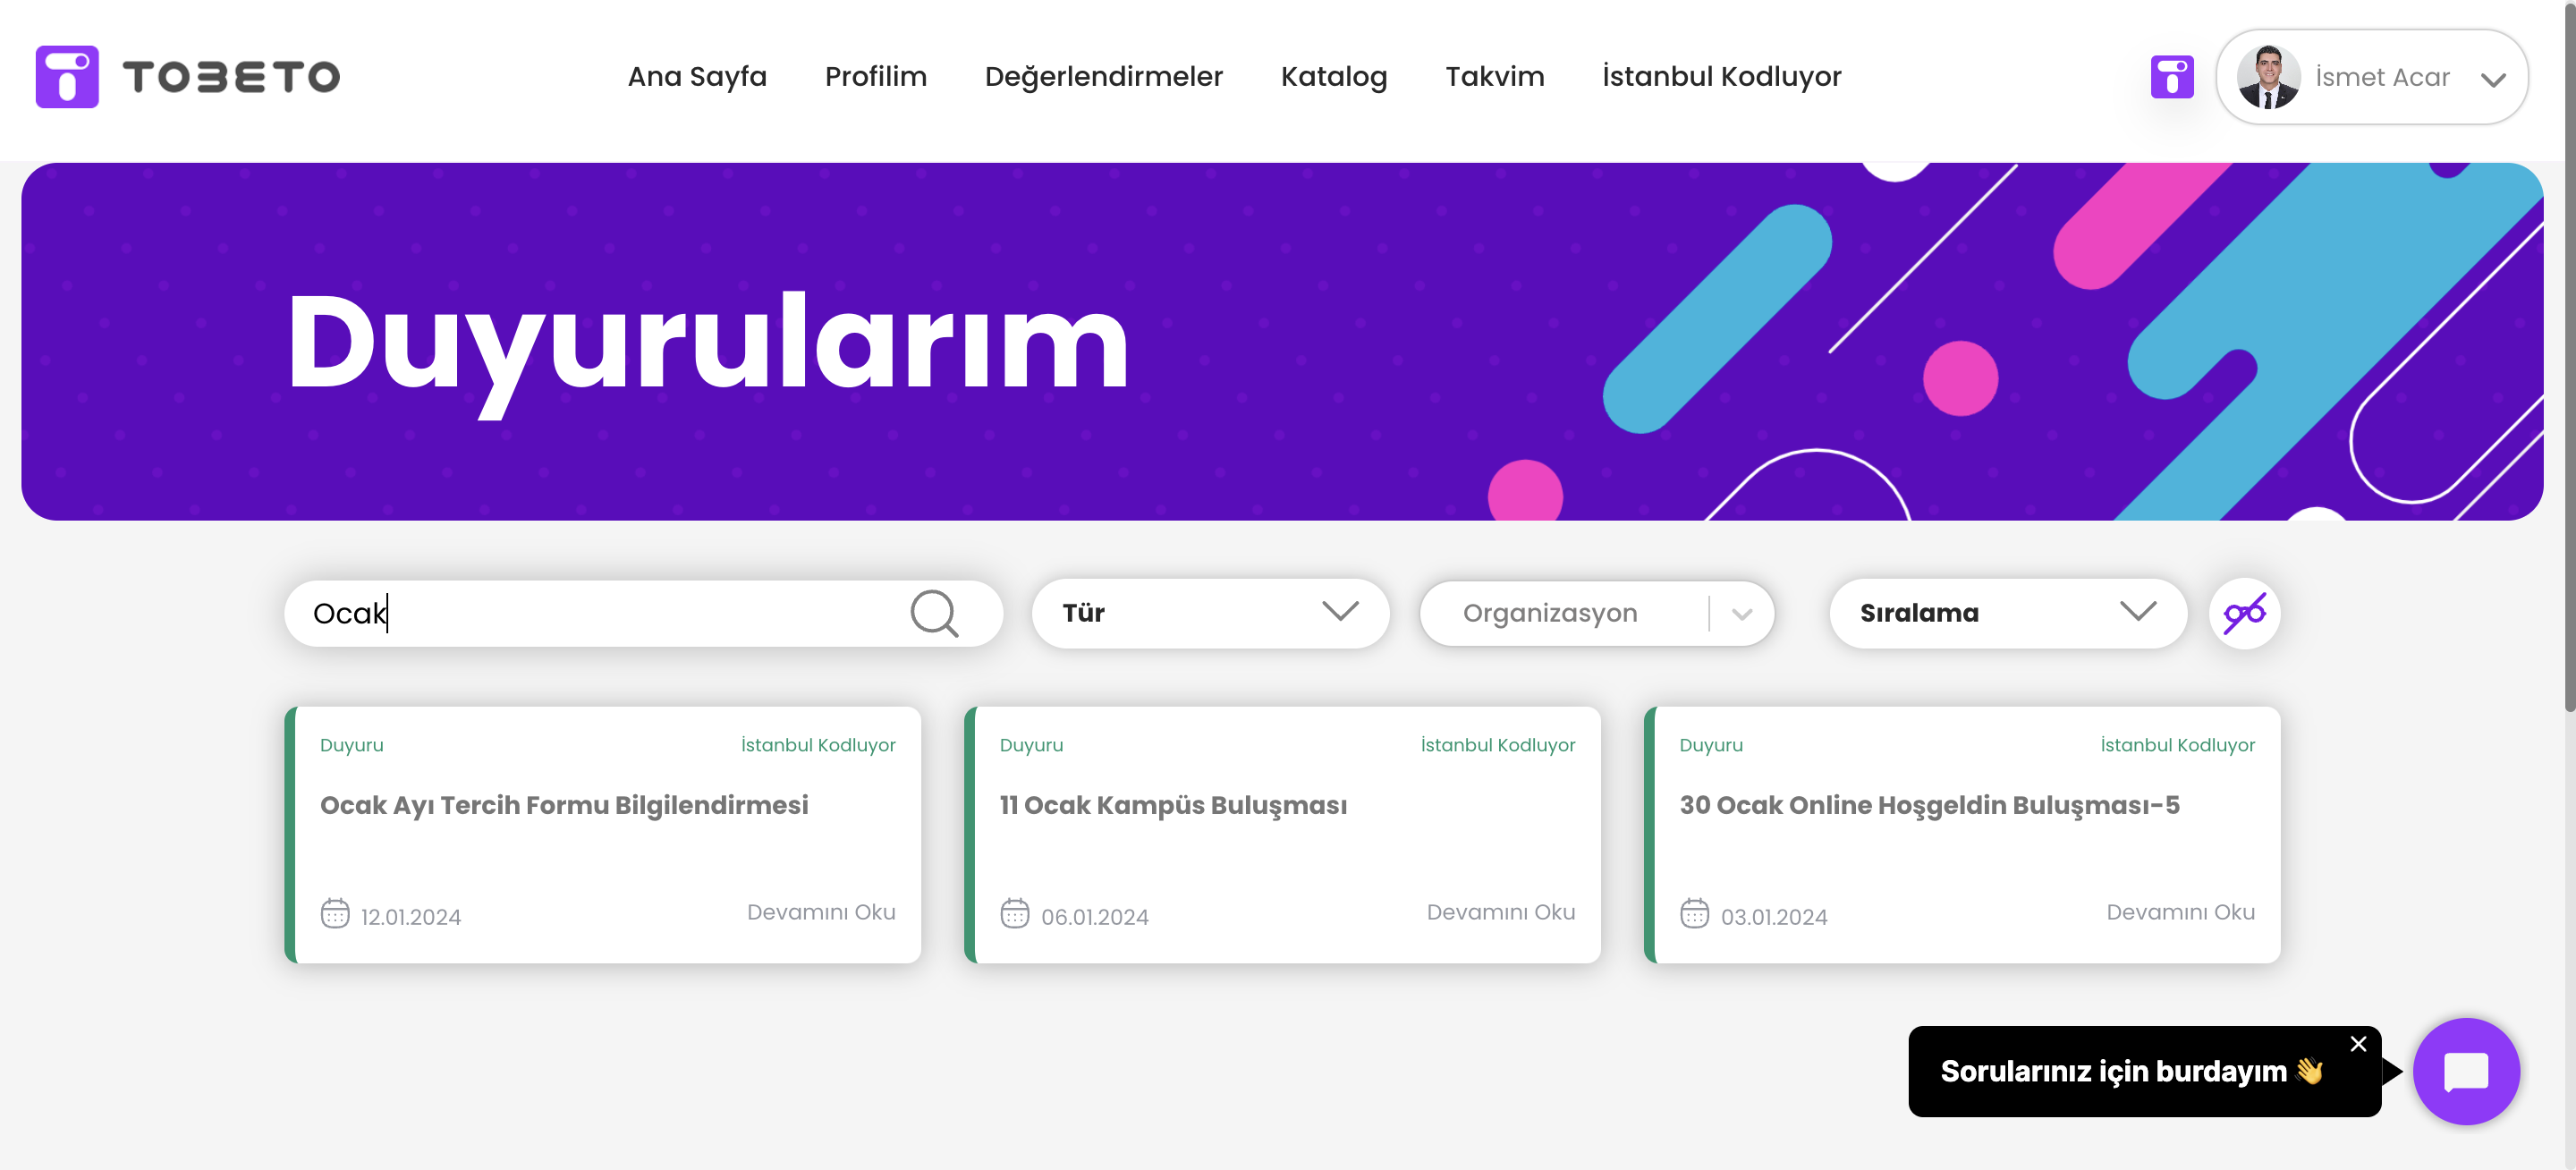 TOBETO
Ana Sayfa
Profilim
Değerlendirmeler
Katalog
Takvim
İstanbul Kodluyor
İsmet Acar
Duyurularım
Ocak
Tür
Organizasyon
Sıralama
Duyuru
İstanbul Kodluyor
Ocak Ayı Tercih Formu Bilgilendirmesi
12.01.2024
Devamını Oku
Duyuru
İstanbul Kodluyor
11 Ocak Kampüs Buluşması
06.01.2024
Devamını Oku
Duyuru
İstanbul Kodluyor
30 Ocak Online Hoşgeldin Buluşması-5
03.01.2024
Devamını Oku
Sorularınız için burdayım 👋